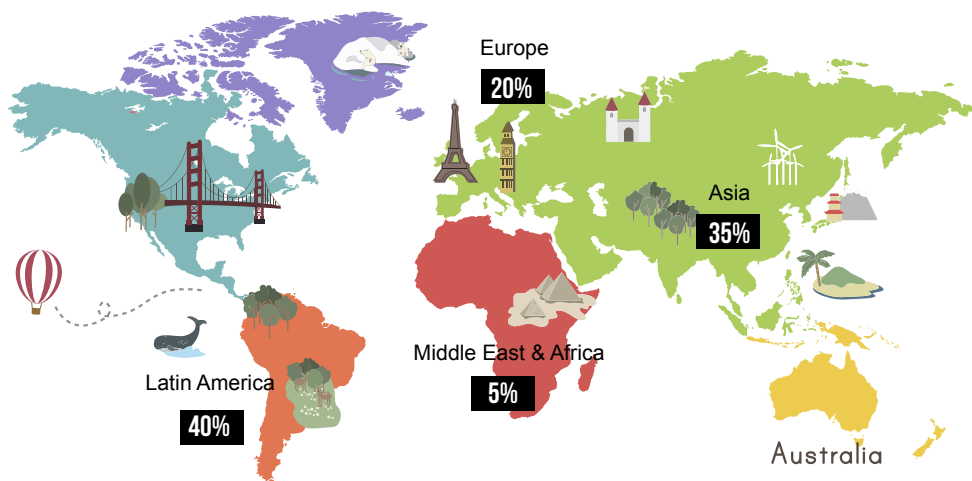 Europe
20%
Asia
35%
Middle East & Africa
5%
Latin America
40%
Australia